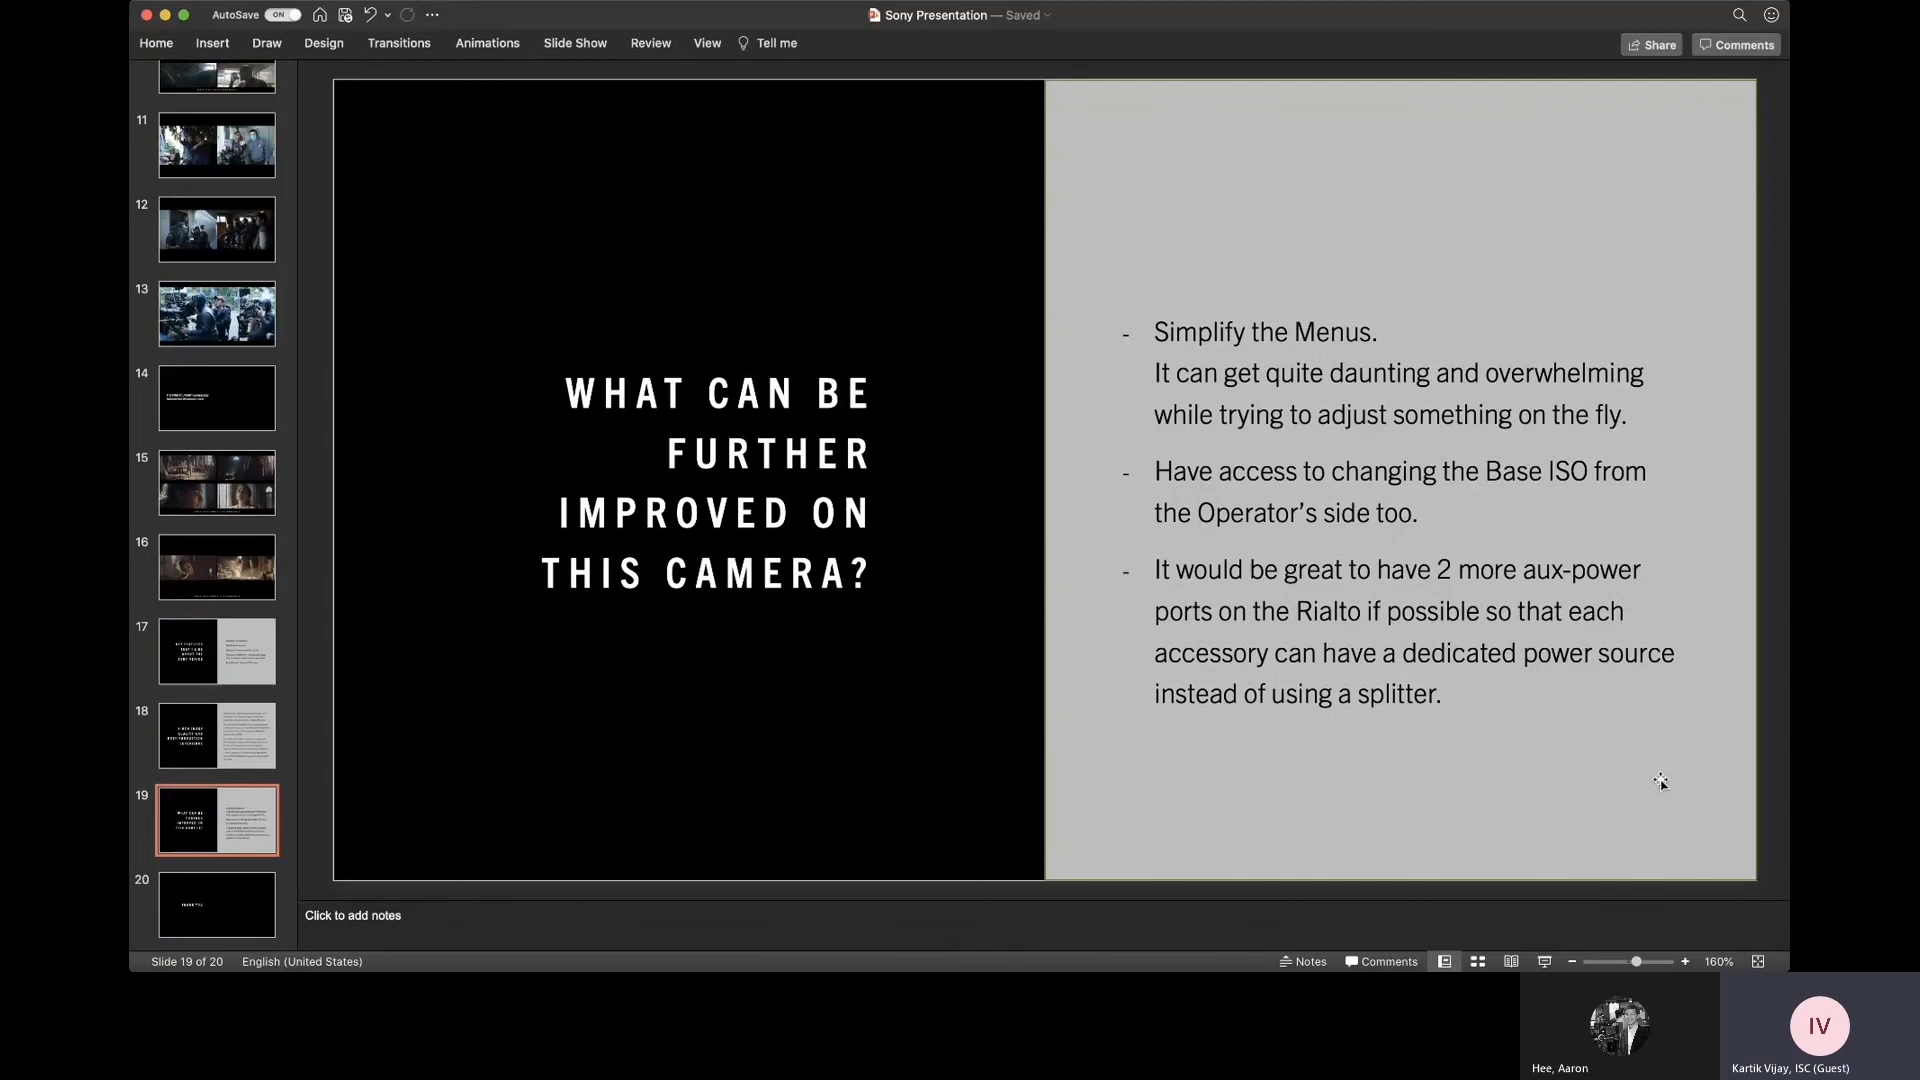 AutoSave ON
Sony Presentation — Saved
Home Insert Draw Design Transitions Animations Slide Show Review View Tell me
Share Comments
11
12
13
14
15
16
17
18
19
20
WHAT CAN BE
FURTHER
IMPROVED ON
THIS CAMERA?
- Simplify the Menus.
It can get quite daunting and overwhelming
while trying to adjust something on the fly.
- Have access to changing the Base ISO from
the Operator's side too.
- It would be great to have 2 more aux-power
ports on the Rialto if possible so that each
accessory can have a dedicated power source
instead of using a splitter.
THANK YOU
Click to add notes
Slide 19 of 20 English (United States)
Notes Comments 160%
IV
Hee, Aaron
Kartik Vijay, ISC (Guest)